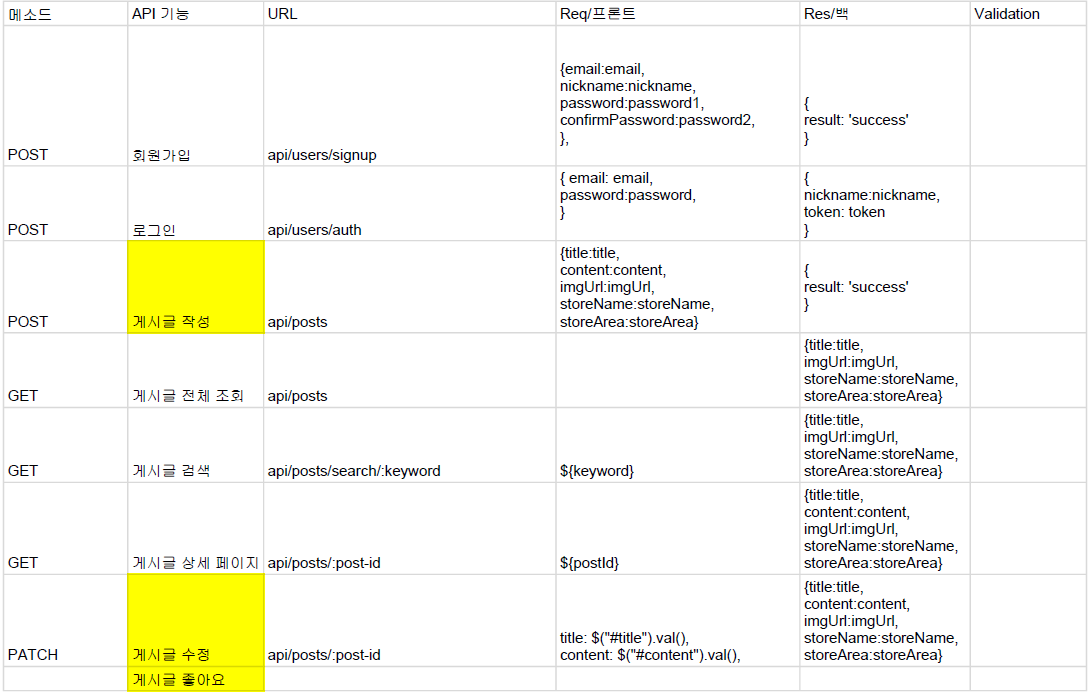 메소드 API 기능 URL Req/프론트 Res/백 Validation
POST 회원가입 api/users/signup
{email:email,
nickname:nickname,
password:password1,
confirmPassword:password2,
},
{
result: 'success'
}
POST 로그인 api/users/auth
{ email: email,
password:password,
}
{
nickname:nickname,
token: token
}
POST 게시글 작성 api/posts
{title:title,
content:content,
imgUrl:imgUrl,
storeName:storeName,
storeArea:storeArea}
{
result: 'success'
}
GET 게시글 전체 조회 api/posts
{title:title,
imgUrl:imgUrl,
storeName:storeName,
storeArea:storeArea}
GET 게시글 검색 api/posts/search/:keyword ${keyword}
{title:title,
imgUrl:imgUrl,
storeName:storeName,
storeArea:storeArea}
GET 게시글 상세 페이지 api/posts/:post-id ${postId}
{title:title,
content:content,
imgUrl:imgUrl,
storeName:storeName,
storeArea:storeArea}
PATCH 게시글 수정 api/posts/:post-id
title: $("#title").val(),
content: $("#content").val(),
{title:title,
content:content,
imgUrl:imgUrl,
storeName:storeName,
storeArea:storeArea}
게시글 좋아요